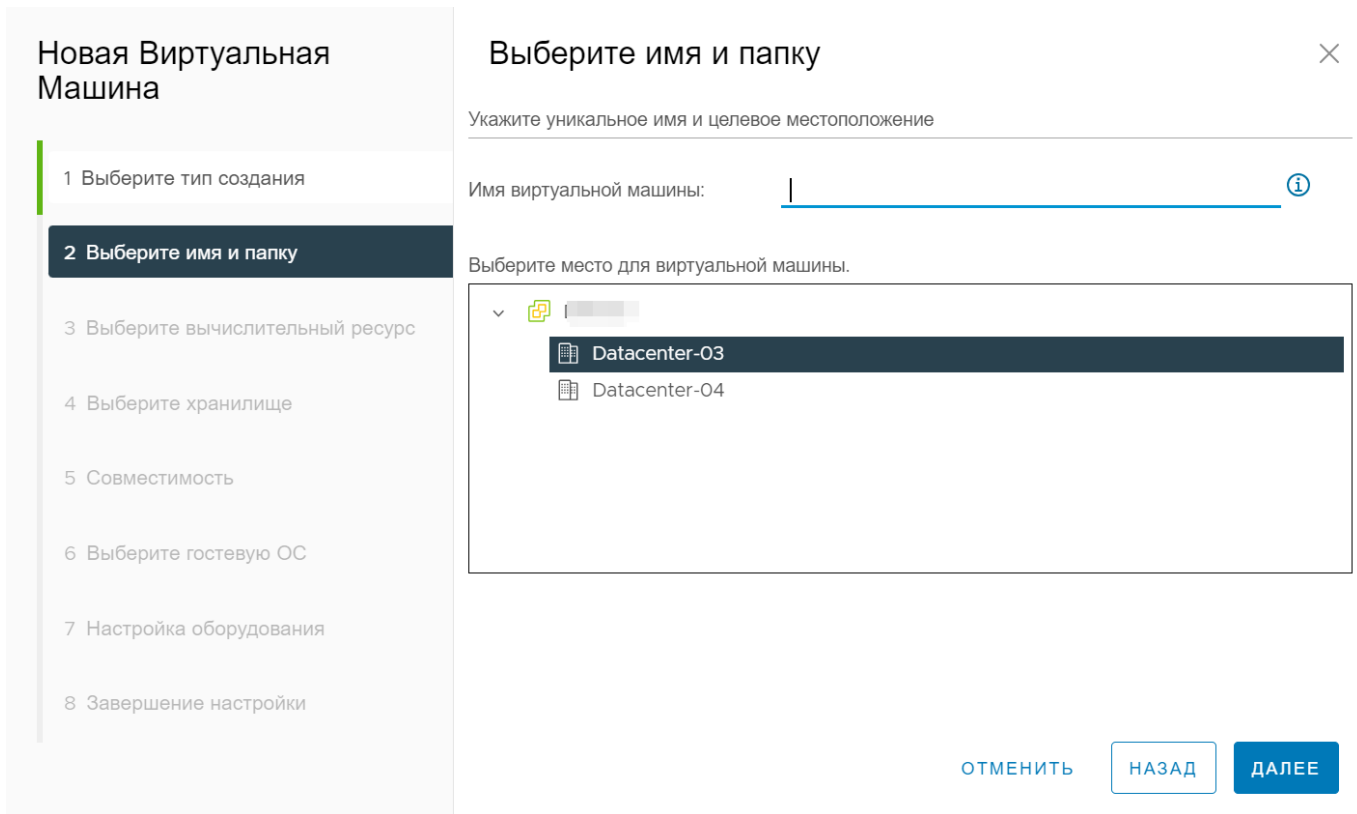 Новая Виртуальная
Машина
1 Выберите тип создания
2 Выберите имя и папку
3 Выберите вычислительный ресурс
4 Выберите хранилище
5 Совместимость
6 Выберите гостевую ОС
7 Настройка оборудования
8 Завершение настройки
Выберите имя и папку
Укажите уникальное имя и целевое местоположение
Имя виртуальной машины:
Выберите место для виртуальной машины.
Datacenter-03
Datacenter-04
ОТМЕНИТЬ
НАЗАД
ДАЛЕЕ